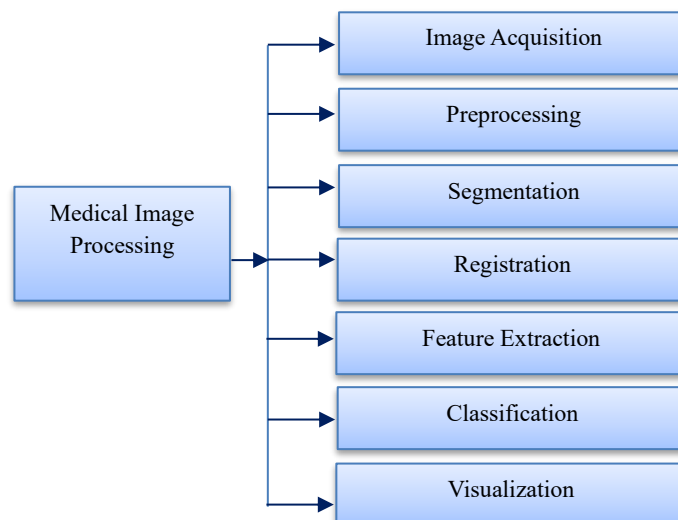 Medical Image
Processing
Image Acquisition
Preprocessing
Segmentation
Registration
Feature Extraction
Classification
Visualization